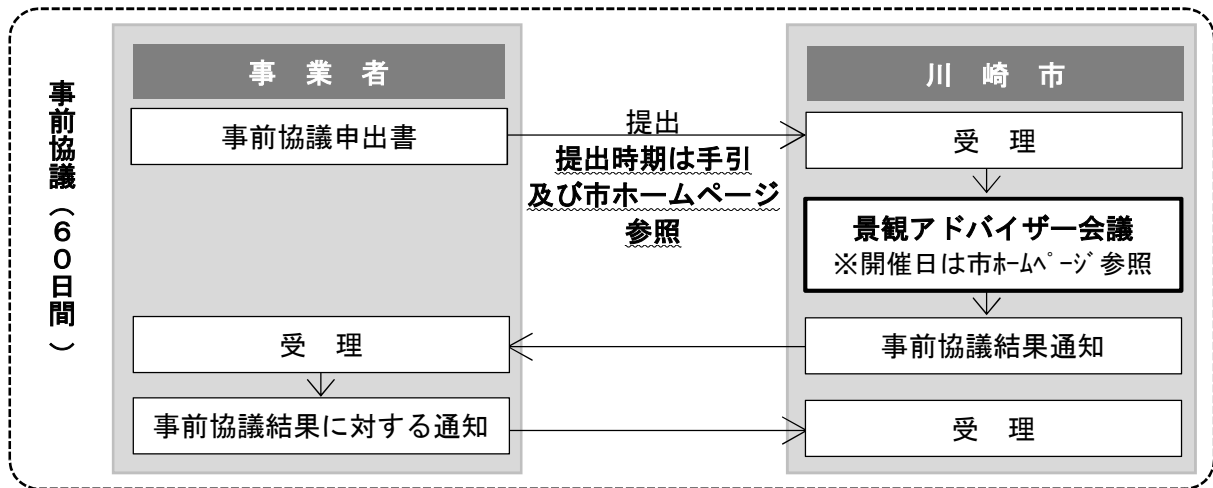 事前協議（６０日間）
事　業　者
川　崎　市
事前協議申出書
提出
提出時期は手引
及び市ホームページ
参照
受　理
景観アドバイザー会議
※開催日は市ﾎｰﾑﾍﾟｰｼﾞ参照
受　理
事前協議結果通知
事前協議結果に対する通知
受　理